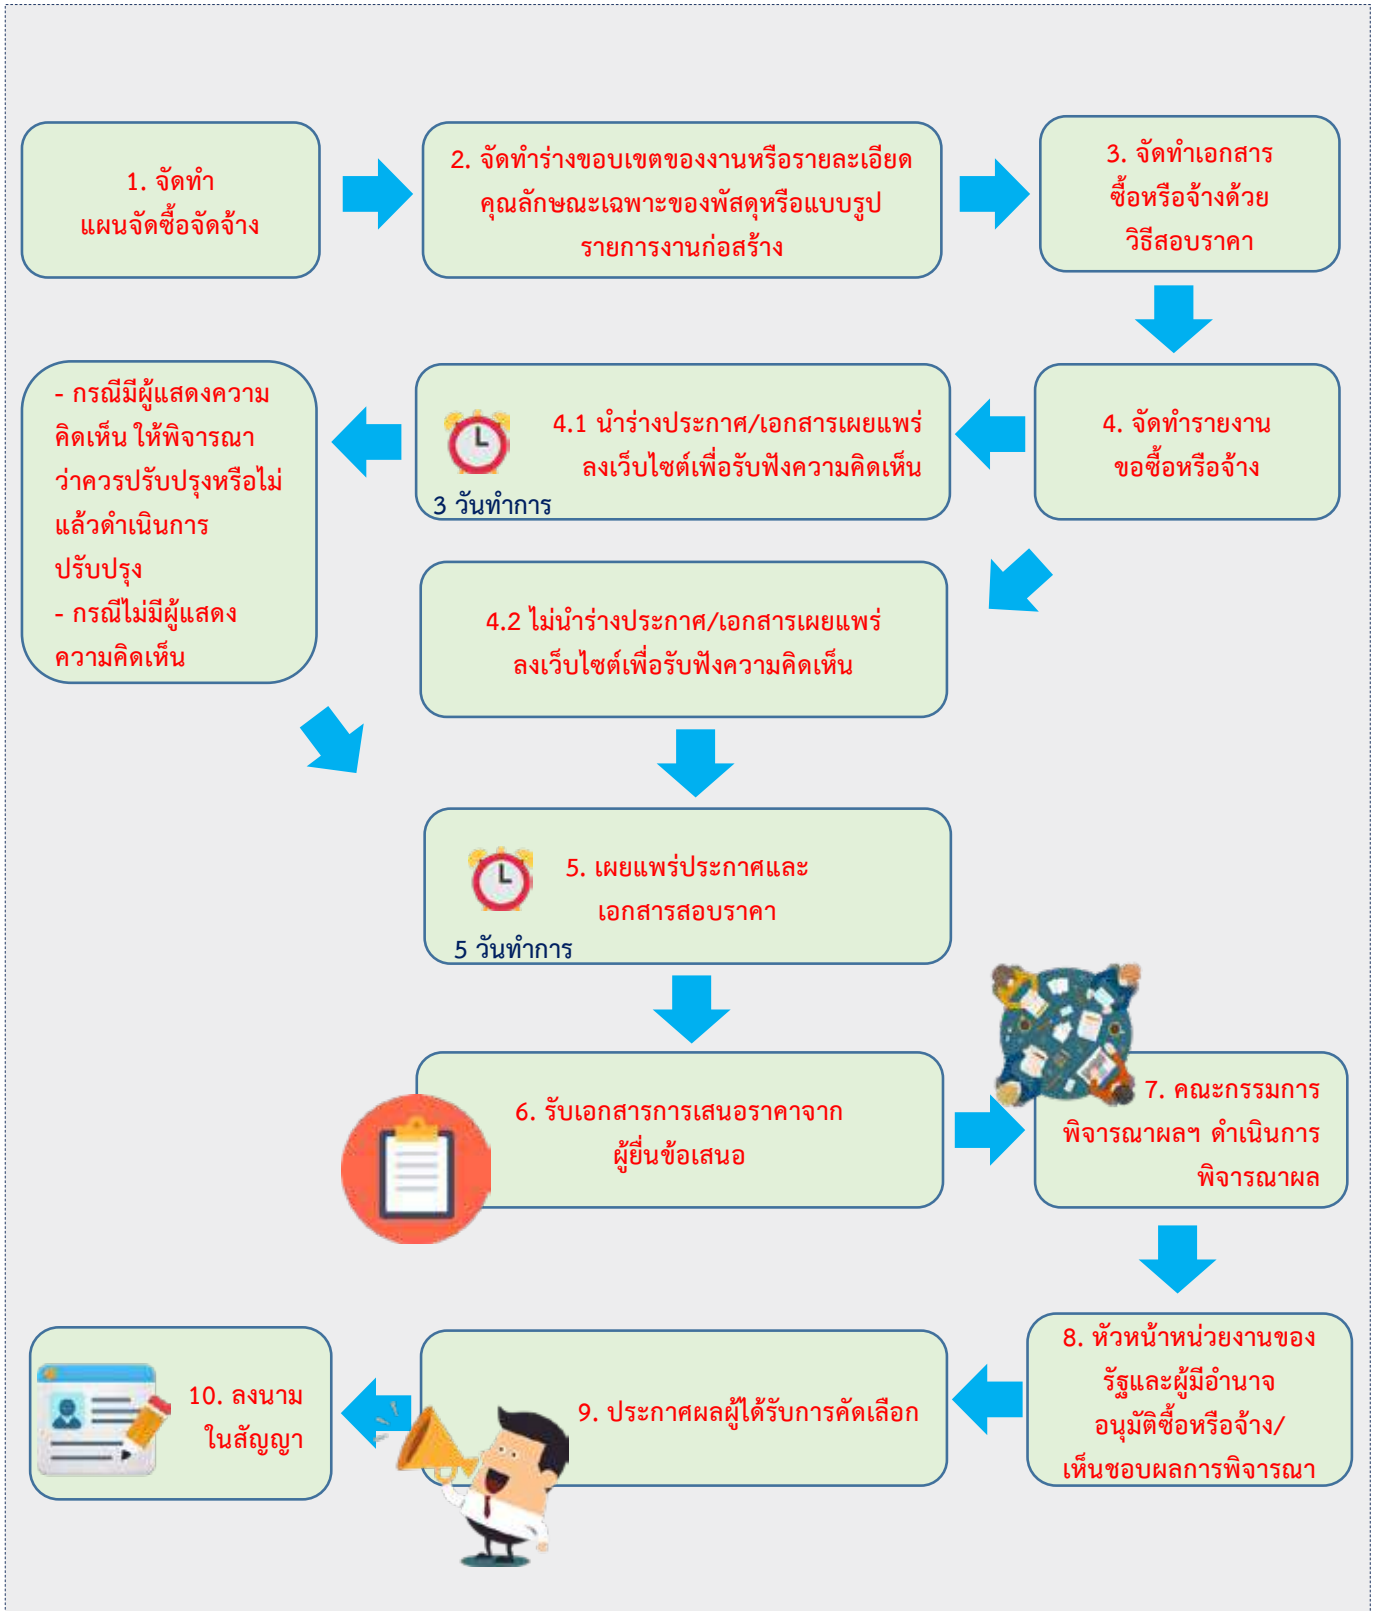 1. จัดทำ
แผนจัดซื้อจัดจ้าง
2. จัดทำร่างขอบเขตของงานหรือรายละเอียด
คุณลักษณะเฉพาะของพัสดุหรือแบบรูป
รายการงานก่อสร้าง
3. จัดทำเอกสาร
ซื้อหรือจ้างด้วย
วิธีสอบราคา
4. จัดทำรายงาน
ขอซื้อหรือจ้าง
4.1 นำร่างประกาศ/เอกสารเผยแพร่
ลงเว็บไซต์เพื่อรับฟังความคิดเห็น
3 วันทำการ
- กรณีมีผู้แสดงความ
คิดเห็น ให้พิจารณา
ว่าควรปรับปรุงหรือไม่
แล้วดำเนินการ
ปรับปรุง
- กรณีไม่มีผู้แสดง
ความคิดเห็น
4.2 ไม่นำร่างประกาศ/เอกสารเผยแพร่
ลงเว็บไซต์เพื่อรับฟังความคิดเห็น
5. เผยแพร่ประกาศและ
เอกสารสอบราคา
5 วันทำการ
6. รับเอกสารการเสนอราคาจาก
ผู้ยื่นข้อเสนอ
7. คณะกรรมการ
พิจารณาผลฯ ดำเนินการ
พิจารณาผล
8. หัวหน้าหน่วยงานของ
รัฐและผู้มีอำนาจ
อนุมัติซื้อหรือจ้าง/
เห็นชอบผลการพิจารณา
9. ประกาศผลผู้ได้รับการคัดเลือก
10. ลงนาม
ในสัญญา